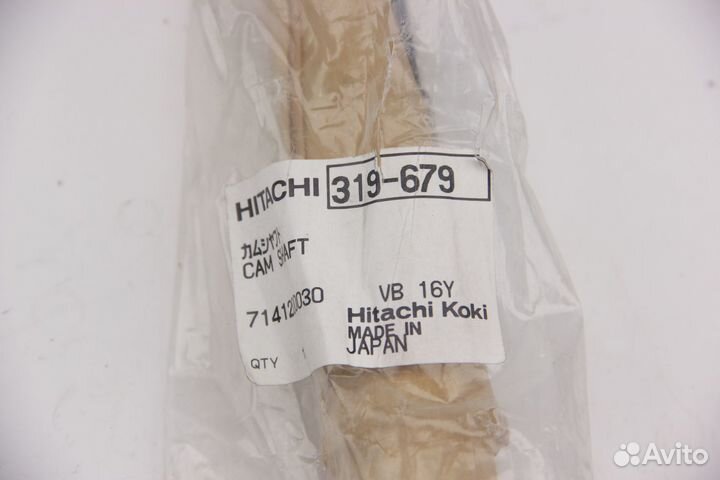 HITACHI 319-679
カムシャフト
CAM SHAFT
VB 16Y
Hitachi Koki
MADE IN
JAPAN
QTY 1
Avito